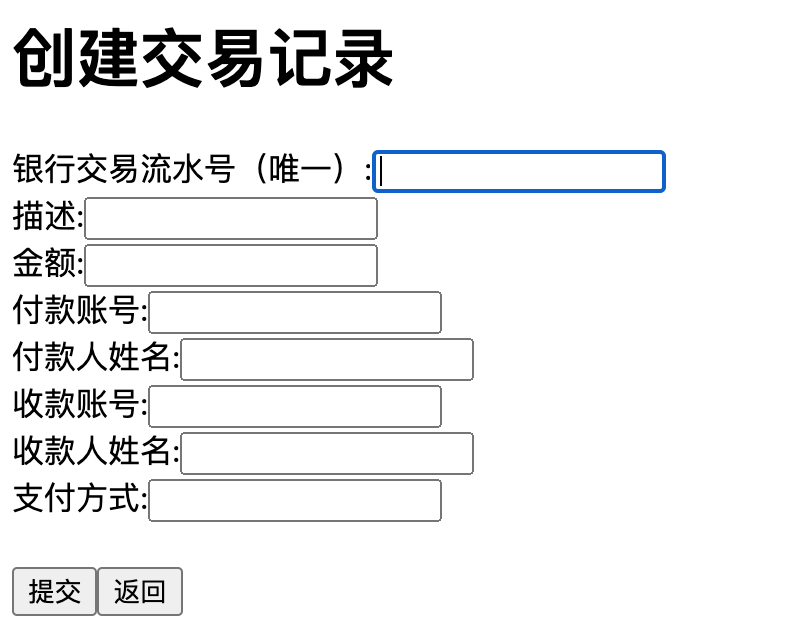 创建交易记录
银行交易流水号（唯一）:
描述:
金额:
付款账号:
付款人姓名:
收款账号:
收款人姓名:
支付方式:
提交 返回